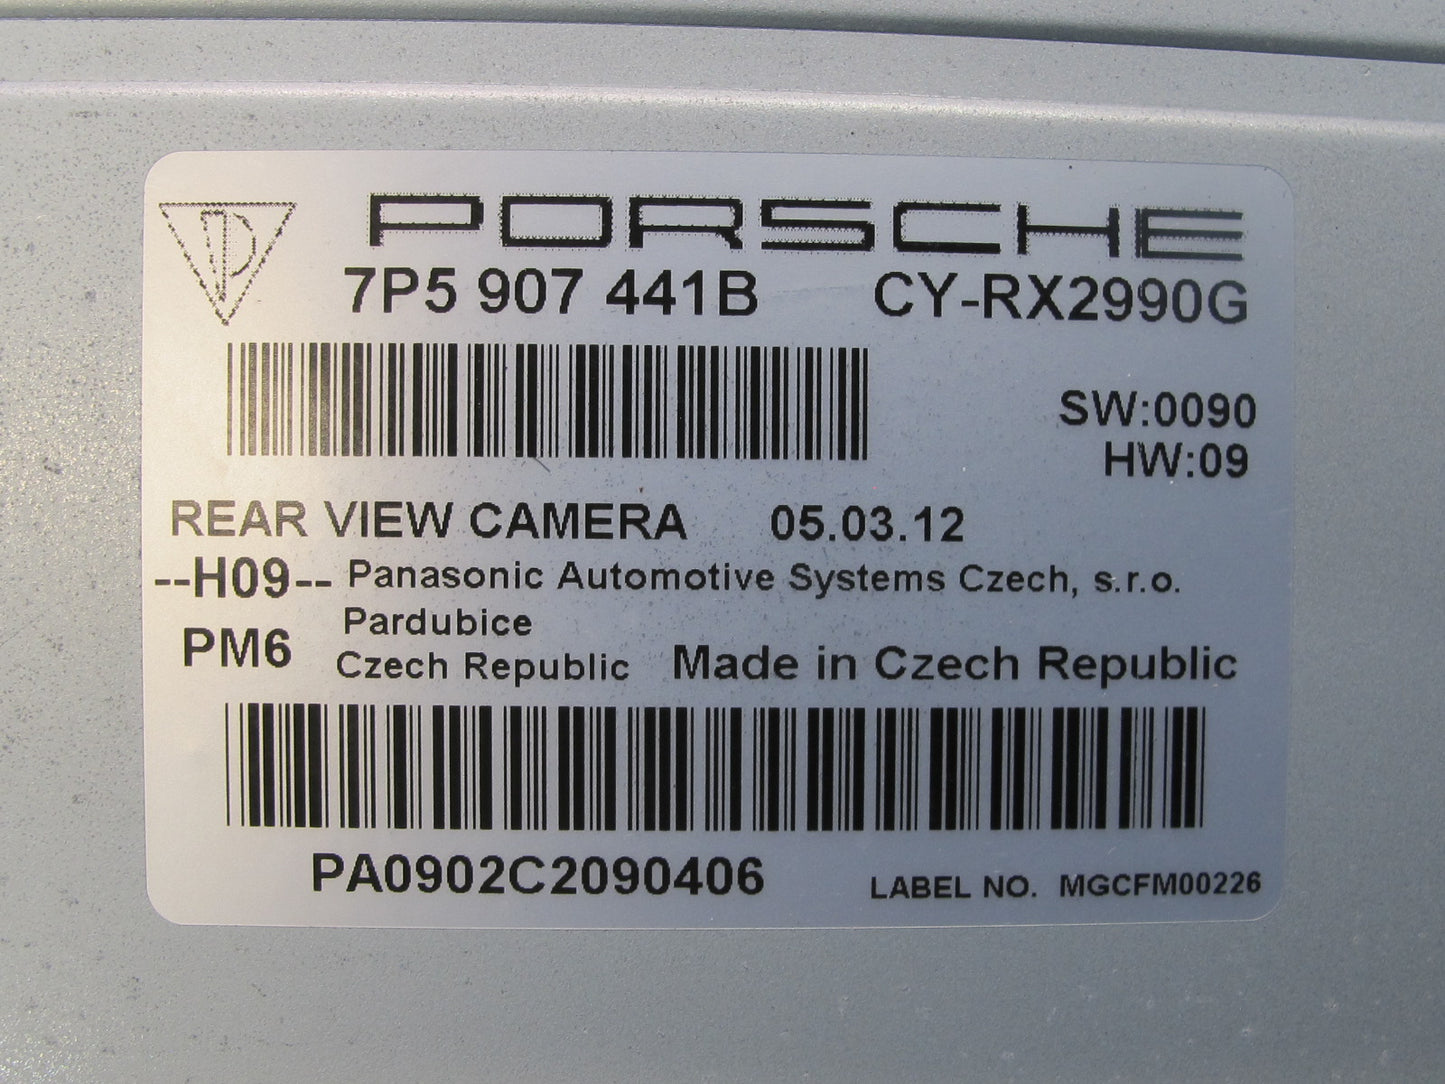 PORSCHE
7P5 907 441B CY-RX2990G
SW:0090
HW:09
REAR VIEW CAMERA 05.03.12
--H09-- Panasonic Automotive Systems Czech, s.r.o.
Pardubice
PM6 Czech Republic Made in Czech Republic
PA0902C2090406 LABEL NO. MGCFM00226